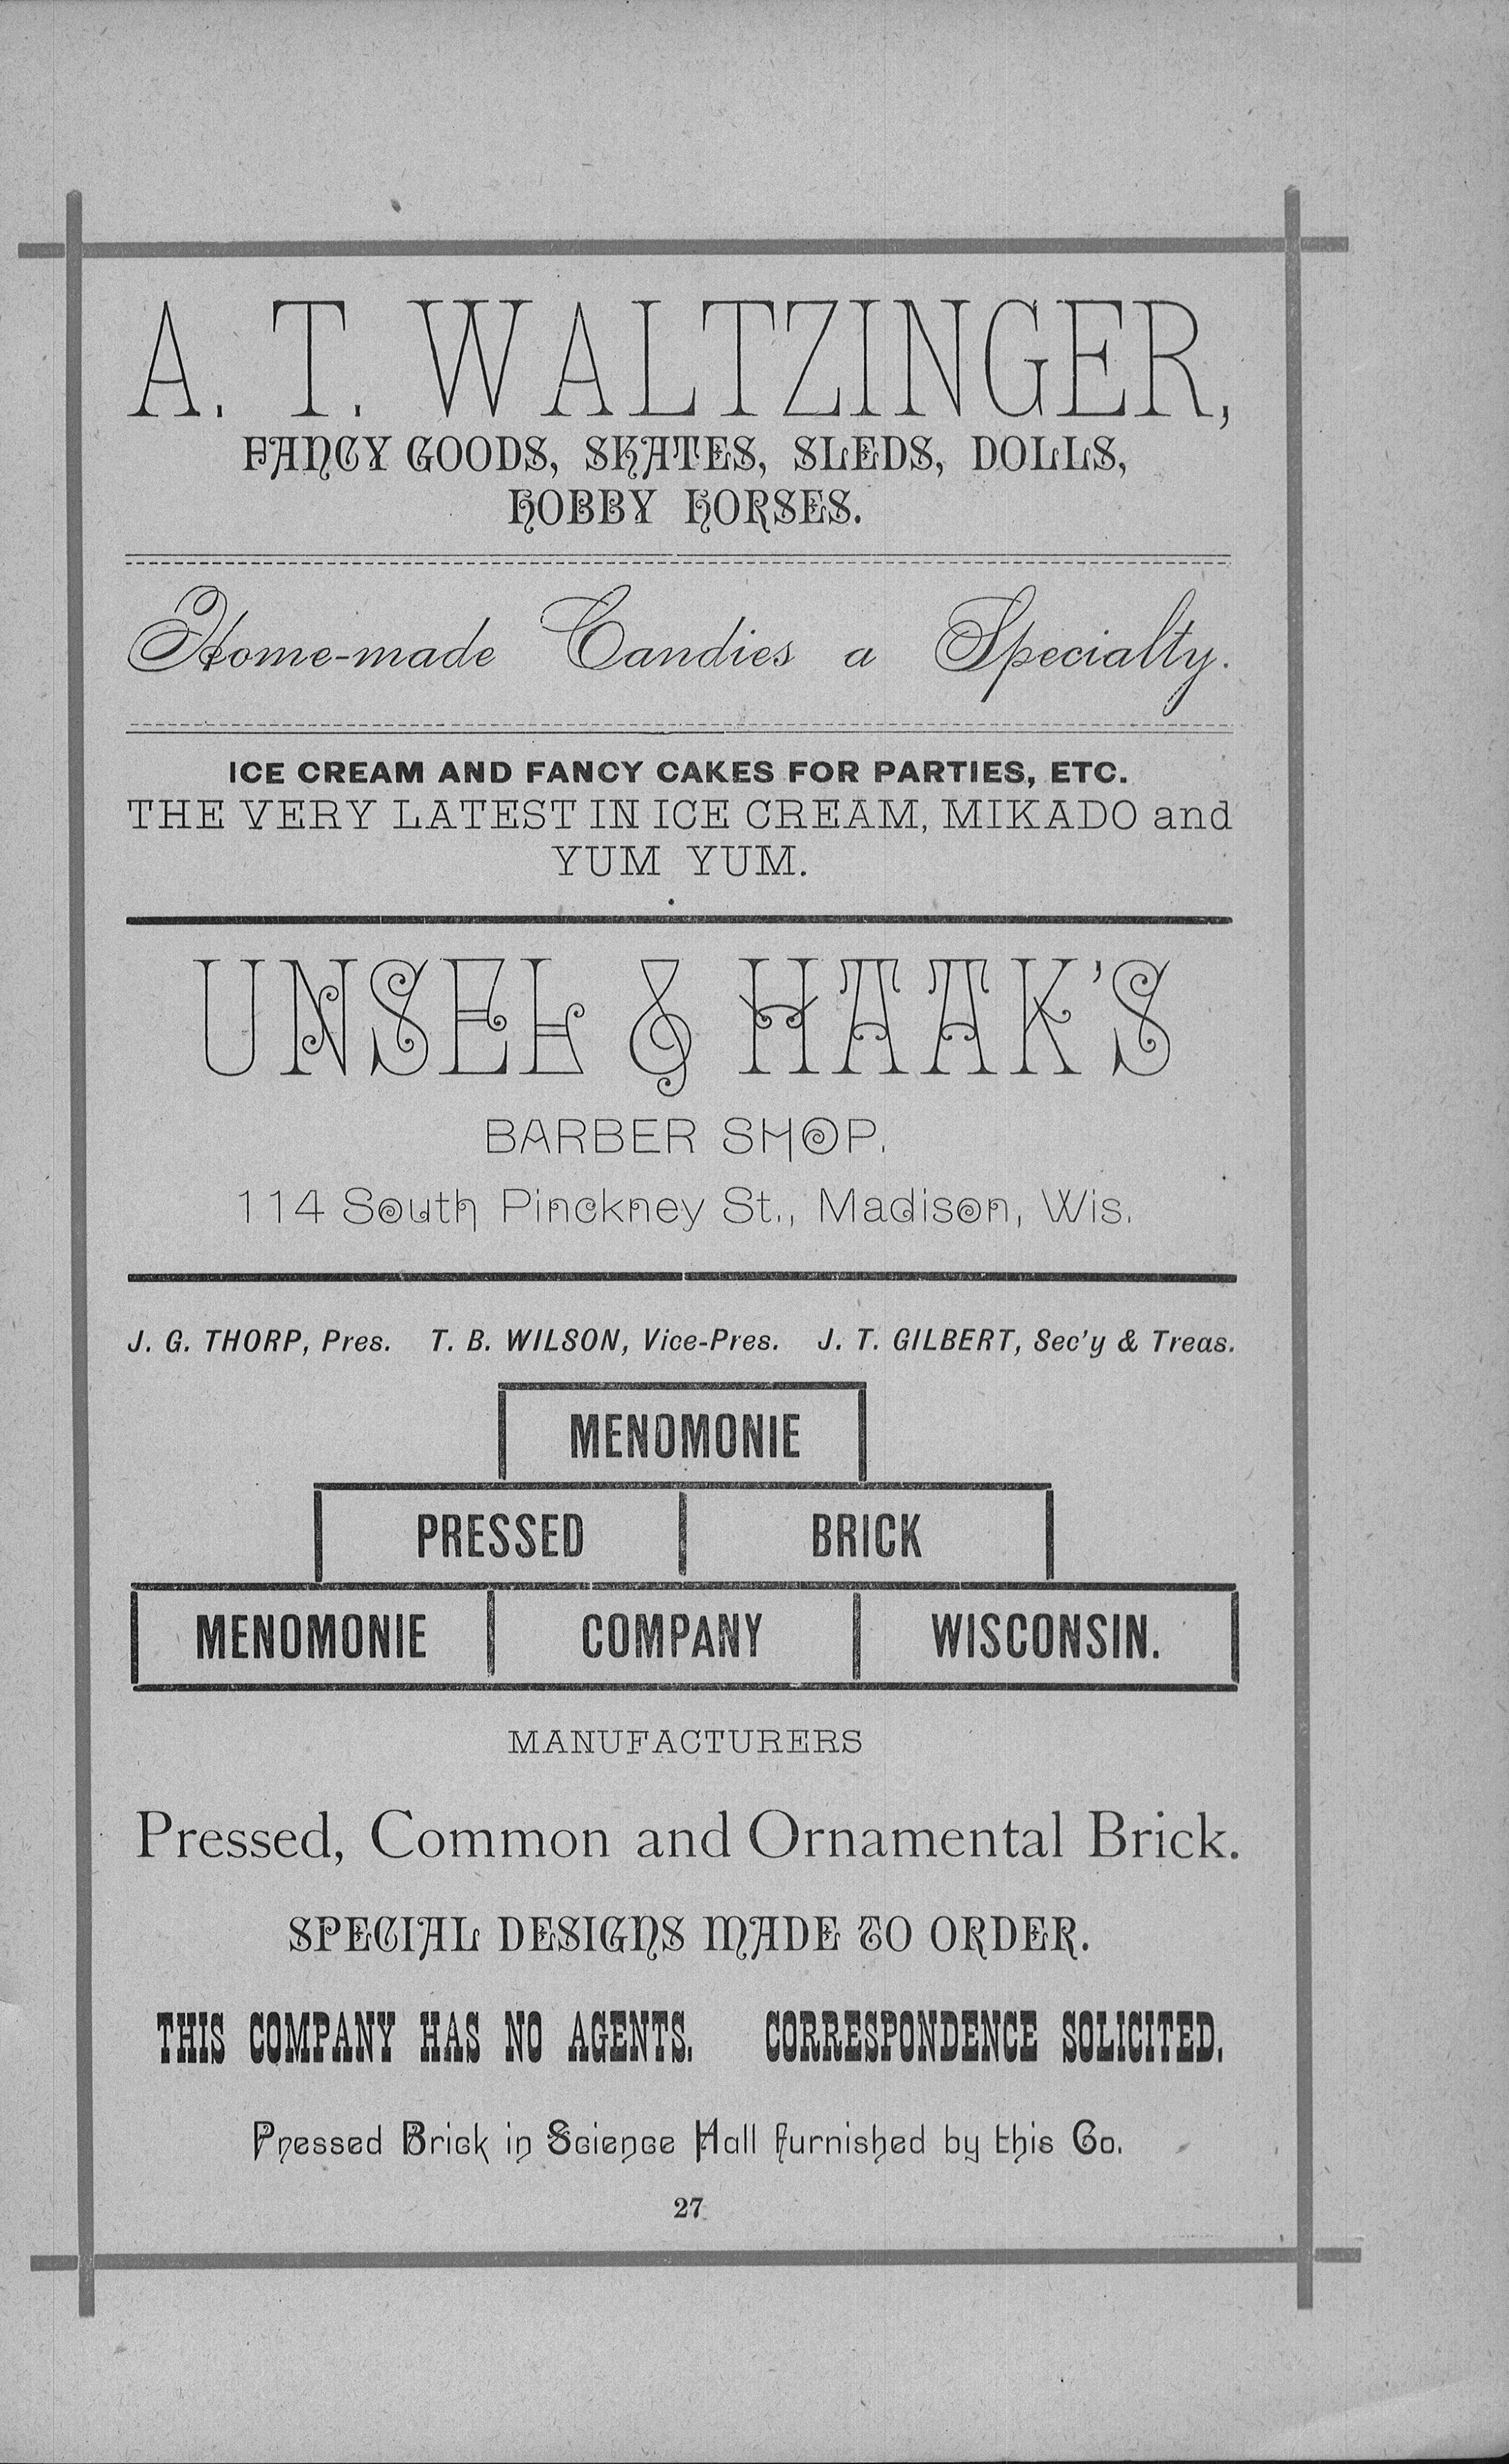 A. T. WALTZINGER,
FANCY GOODS, SKATES, SLEDS, DOLLS,
HOBBY HORSES.
Home-made Candies a Specialty.
ICE CREAM AND FANCY CAKES FOR PARTIES, ETC.
THE VERY LATEST IN ICE CREAM, MIKADO and
YUM YUM.
UNSEL & HAAK'S
BARBER SHOP.
114 South Pinckney St., Madison, Wis.
J. G. THORP, Pres. T. B. WILSON, Vice-Pres. J. T. GILBERT, Sec'y & Treas.
MENOMONIE
PRESSED BRICK
MENOMONIE COMPANY WISCONSIN.
MANUFACTURERS
Pressed, Common and Ornamental Brick.
SPECIAL DESIGNS MADE TO ORDER.
THIS COMPANY HAS NO AGENTS. CORRESPONDENCE SOLICITED.
Pressed Brick in Science Hall furnished by this Co.
27